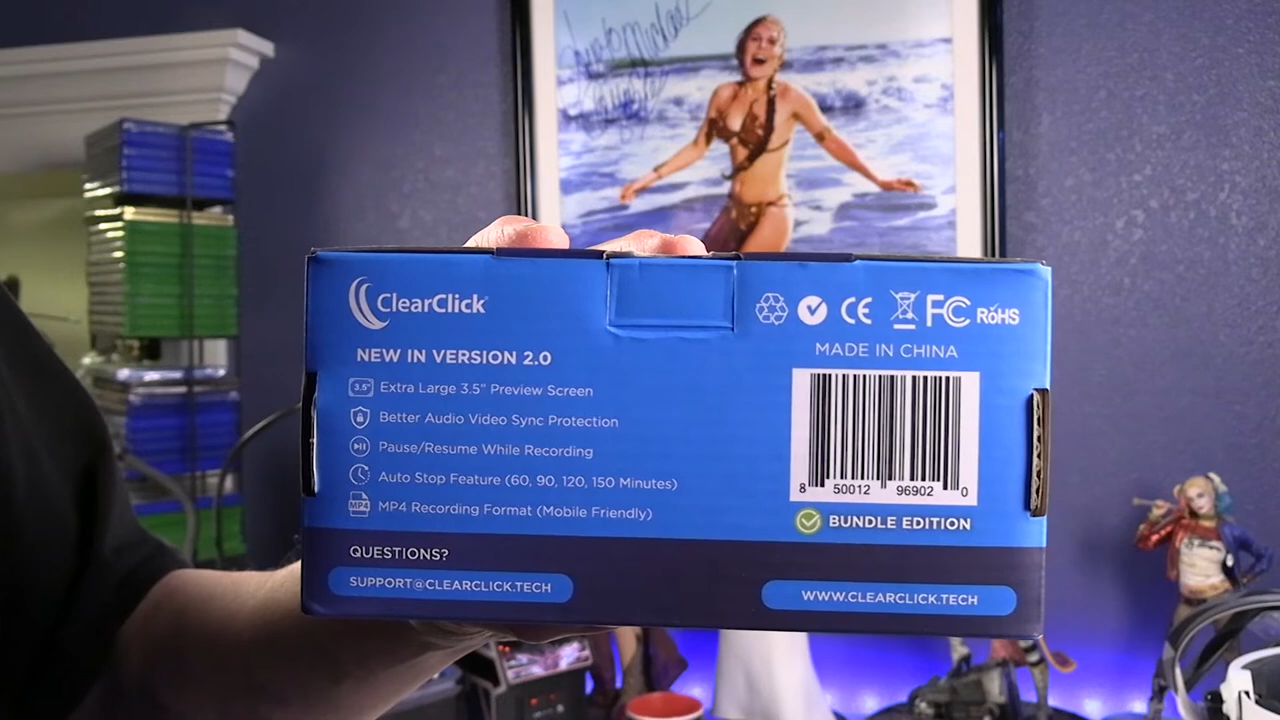 ClearClick
NEW IN VERSION 2.0
3.5"
Extra Large 3.5" Preview Screen
Better Audio Video Sync Protection
Pause/Resume While Recording
Auto Stop Feature (60, 90, 120, 150 Minutes)
MP4
MP4 Recording Format (Mobile Friendly)
QUESTIONS?
SUPPORT@CLEARCLICK.TECH
CE FC RoHS
MADE IN CHINA
8 50012 96902 0
BUNDLE EDITION
WWW.CLEARCLICK.TECH